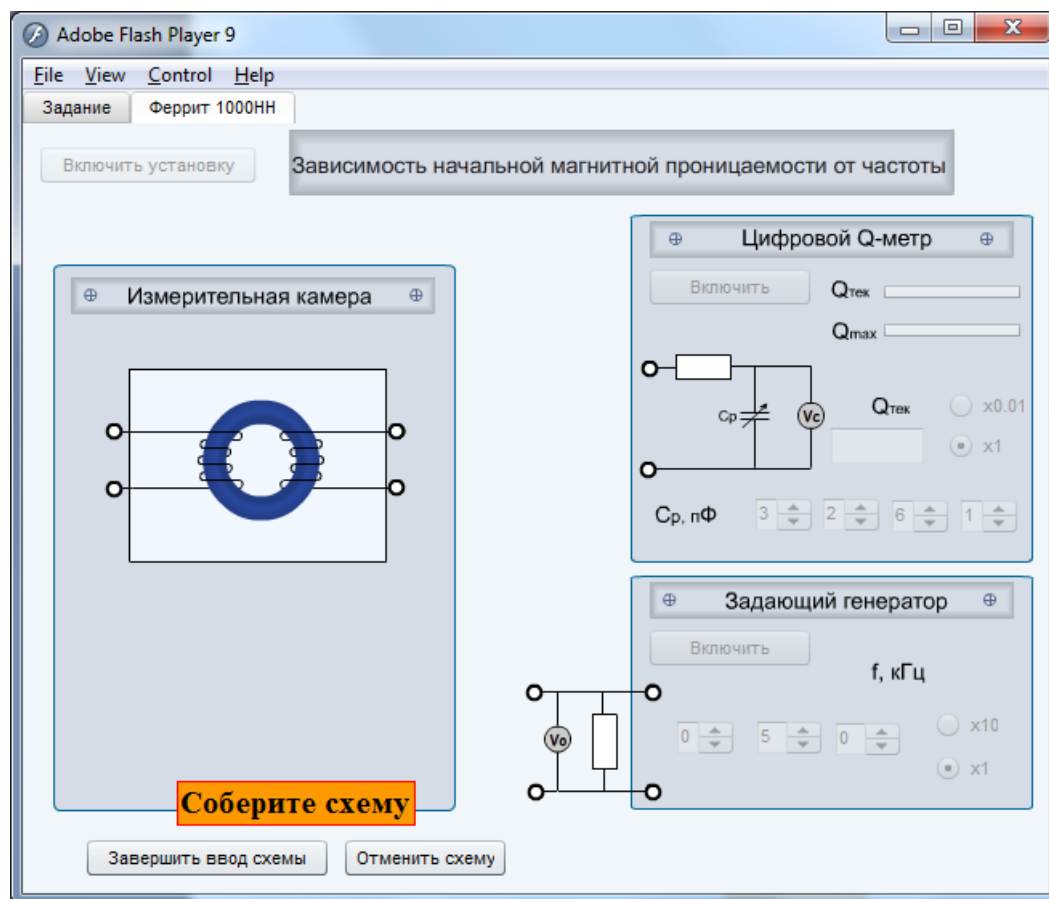 Adobe Flash Player 9
File View Control Help
Задание Феррит 1000НН
Включить установку
Зависимость начальной магнитной проницаемости от частоты
Измерительная камера
Цифровой Q-метр
Включить
Qтек
Qmax
Cр
Vc
Qтек
x0.01
x1
Cр, пФ
3 2 6 1
Задающий генератор
Включить
f, кГц
Vo
0 5 0
x10
x1
Соберите схему
Завершить ввод схемы Отменить схему